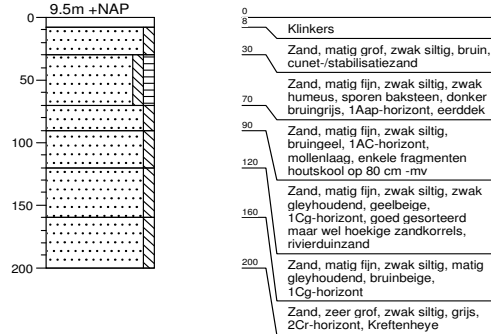 9.5m +NAP
0
50
100
150
200
0
8
Klinkers
30
Zand, matig grof, zwak siltig, bruin,
cunet-/stabilisatiezand
Zand, matig fijn, zwak siltig, zwak
humeus, sporen baksteen, donker
bruingrijs, 1Aap-horizont, eerddek
70
90
Zand, matig fijn, zwak siltig,
bruingeel, 1AC-horizont,
mollenlaag, enkele fragmenten
houtskool op 80 cm -mv
120
Zand, matig fijn, zwak siltig, zwak
gleyhoudend, geelbeige,
1Cg-horizont, goed gesorteerd
maar wel hoekige zandkorrels,
rivierduinzand
160
Zand, matig fijn, zwak siltig, matig
gleyhoudend, bruinbeige,
1Cg-horizont
200
Zand, zeer grof, zwak siltig, grijs,
2Cr-horizont, Kreftenheye